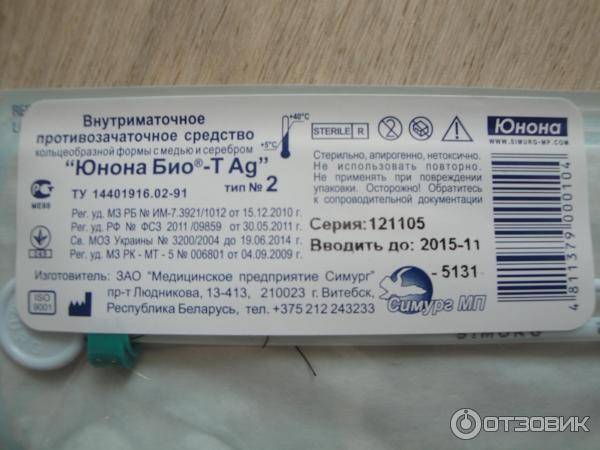 Внутриматочное
противозачаточное средство
кольцеобразной формы с медью и серебром
"Юнона Био®-Т Ag"
ТУ 14401916.02-91 тип № 2
+5°C
+40°C
STERILE R
Юнона
WWW.SIMURG-MP.COM
Стерильно, апирогенно, нетоксично.
Не использовать повторно.
Не применять при повреждении
упаковки. Осторожно! Обратитесь
к сопроводительной документации
Рег. уд. МЗ РБ № ИМ-7.3921/1012 от 15.12.2010 г.
Рег. уд. РФ № ФСЗ 2011 /09859 от 30.05.2011 г.
Св. МОЗ Украины № 3200/2004 до 19.06.2014 г.
Рег. уд. МЗ РК - МТ - 5 № 006801 от 04.09.2009 г.
Серия: 121105
Вводить до: 2015-11
- 5131
Изготовитель: ЗАО "Медицинское предприятие Симург"
пр-т Людникова, 13-413, 210023 г. Витебск,
Республика Беларусь, тел. +375 212 243233
ISO
9001
Симург МП
4811379000104
SIMURG
ОТЗОВИК